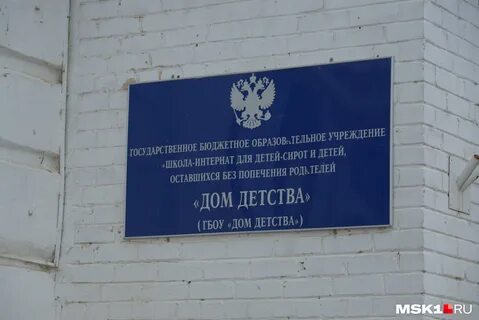 ГОСУДАРСТВЕННОЕ БЮДЖЕТНОЕ ОБРАЗОВАТЕЛЬНОЕ УЧРЕЖДЕНИЕ
«ШКОЛА-ИНТЕРНАТ ДЛЯ ДЕТЕЙ-СИРОТ И ДЕТЕЙ,
ОСТАВШИХСЯ БЕЗ ПОПЕЧЕНИЯ РОДИТЕЛЕЙ
«ДОМ ДЕТСТВА»
(ГБОУ «ДОМ ДЕТСТВА»)
MSK1.RU